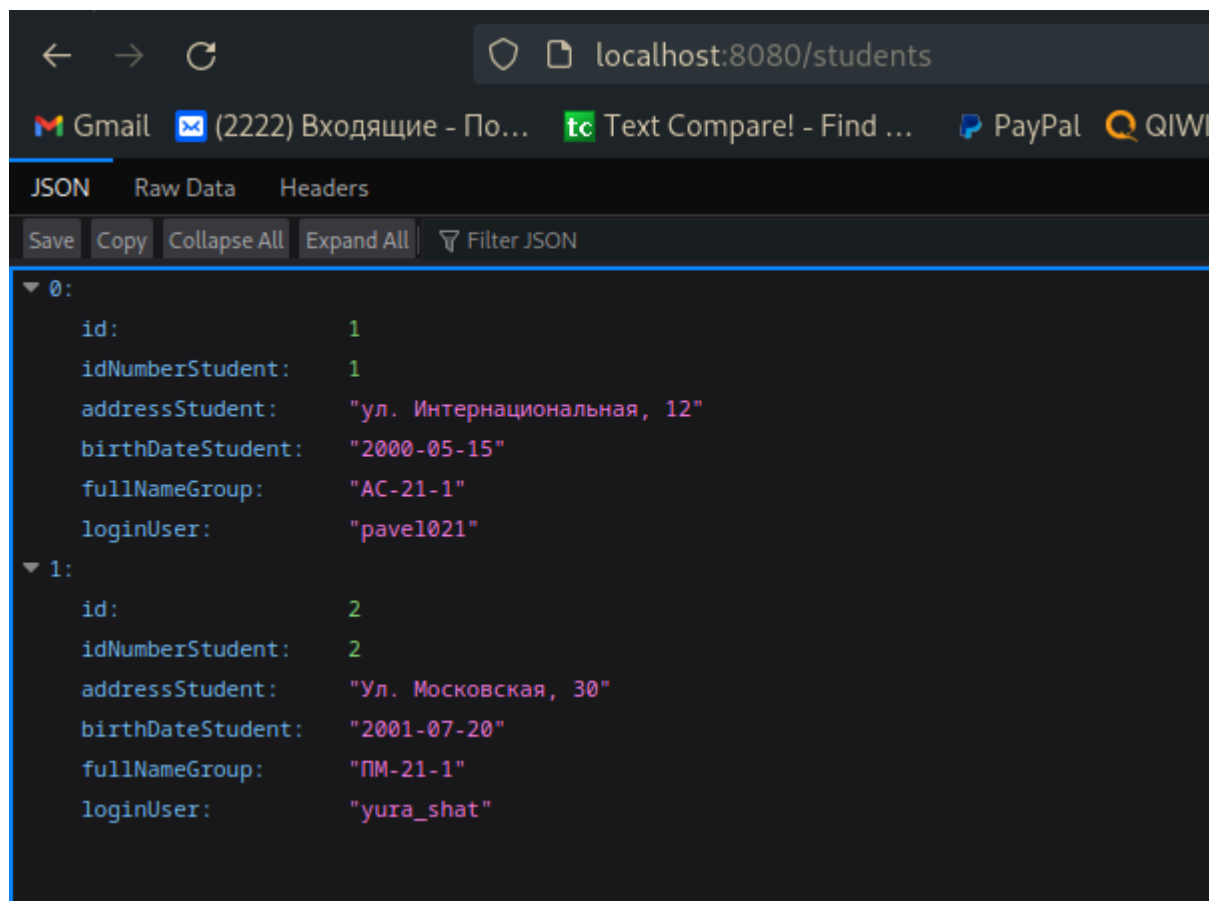 localhost:8080/students
Gmail (2222) Входящие - По... tc Text Compare! - Find ... PayPal QIWI
JSON Raw Data Headers
Save Copy Collapse All Expand All Filter JSON
0:
id: 1
idNumberStudent: 1
addressStudent: "ул. Интернациональная, 12"
birthDateStudent: "2000-05-15"
fullNameGroup: "АС-21-1"
loginUser: "pavel021"
1:
id: 2
idNumberStudent: 2
addressStudent: "Ул. Московская, 30"
birthDateStudent: "2001-07-20"
fullNameGroup: "ПМ-21-1"
loginUser: "yura_shat"